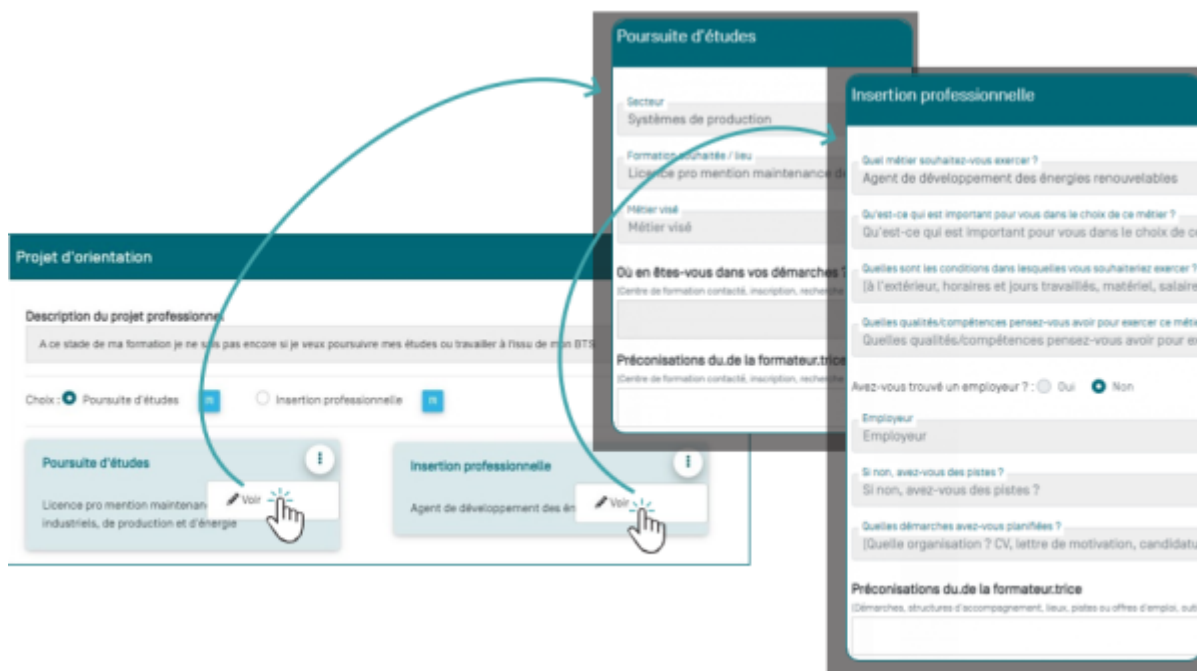 Projet d'orientation
Description du projet professionnel
A ce stade de ma formation je ne sais pas encore si je veux poursuivre mes études ou travailler à l'issu de mon BTS
Choix : Poursuite d'études
Insertion professionnelle
Poursuite d'études
Licence pro mention maintenan
industriels, de production et d'énergie
Voir
Insertion professionnelle
Agent de développement des én
Voir
Poursuite d'études
Secteur
Systèmes de production
Formation souhaitée / lieu
Licence pro mention maintenance de
Métier visé
Métier visé
Où en êtes-vous dans vos démarches ?
(Centre de formation contacté, inscription, recherche
Préconisations du.de la formateur.trice
(Centre de formation contacté, inscription, recherche
Insertion professionnelle
Quel métier souhaitez-vous exercer ?
Agent de développement des énergies renouvelables
Qu'est-ce qui est important pour vous dans le choix de ce métier ?
Qu'est-ce qui est important pour vous dans le choix de ce
Quelles sont les conditions dans lesquelles vous souhaiteriez exercer ?
(à l'extérieur, horaires et jours travaillés, matériel, salaire
Quelles qualités/compétences pensez-vous avoir pour exercer ce métie
Quelles qualités/compétences pensez-vous avoir pour ex
Avez-vous trouvé un employeur ? : Oui Non
Employeur
Employeur
Si non, avez-vous des pistes ?
Si non, avez-vous des pistes ?
Quelles démarches avez-vous planifiées ?
(Quelle organisation ? CV, lettre de motivation, candidatu
Préconisations du.de la formateur.trice
(Démarches, structures d'accompagnement, lieux, pistes ou offres d'emploi, out